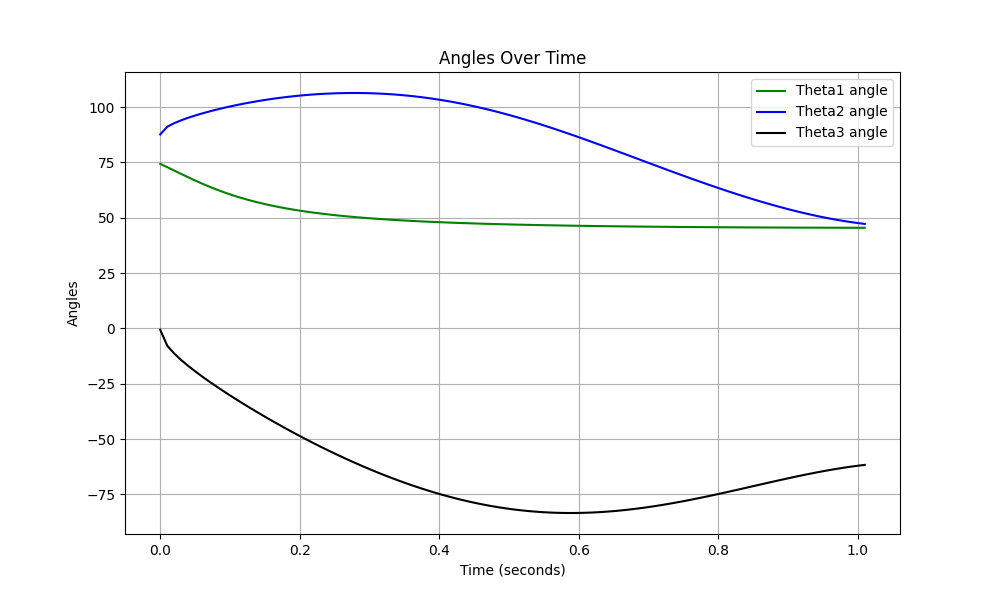 Angles Over Time
Theta1 angle
Theta2 angle
Theta3 angle
100
75
50
25
0
−25
−50
−75
Angles
0.0 0.2 0.4 0.6 0.8 1.0
Time (seconds)